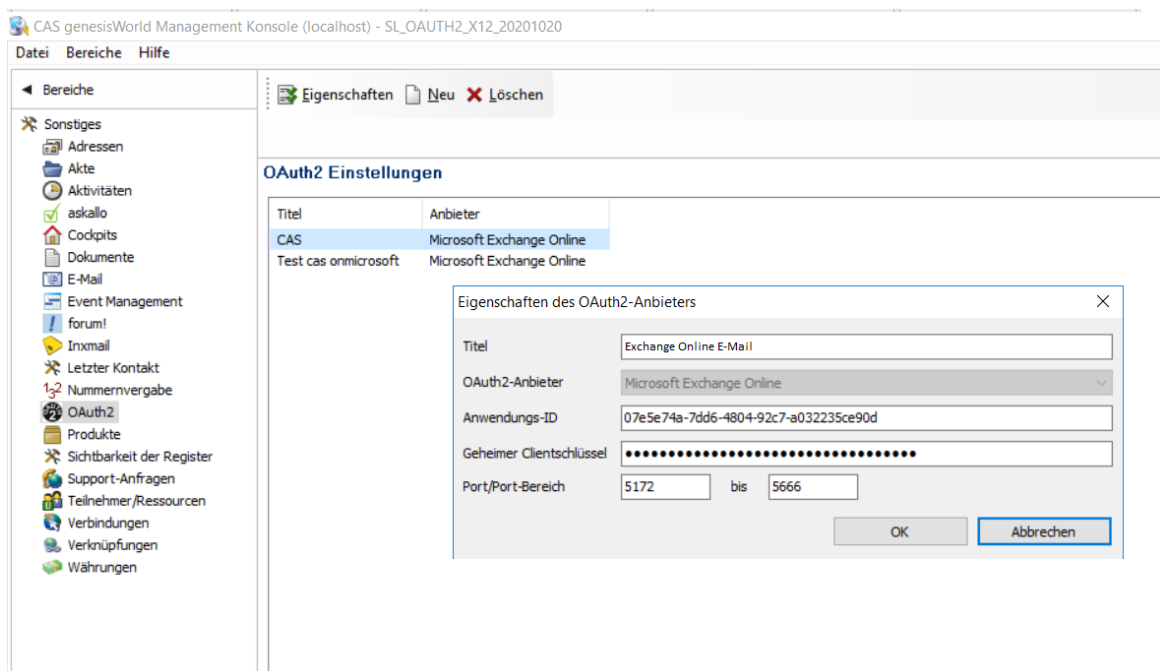 CAS genesisWorld Management Konsole (localhost) - SL_OAUTH2_X12_20201020
Datei Bereiche Hilfe
Bereiche
Eigenschaften Neu Löschen
Sonstiges
Adressen
Akte
Aktivitäten
askallo
Cockpits
Dokumente
E-Mail
Event Management
forum!
Inxmail
Letzter Kontakt
Nummernvergabe
OAuth2
Produkte
Sichtbarkeit der Register
Support-Anfragen
Teilnehmer/Ressourcen
Verbindungen
Verknüpfungen
Währungen
OAuth2 Einstellungen
Titel Anbieter
CAS Microsoft Exchange Online
Test cas onmicrosoft Microsoft Exchange Online
Eigenschaften des OAuth2-Anbieters
Titel Exchange Online E-Mail
OAuth2-Anbieter Microsoft Exchange Online
Anwendungs-ID 07e5e74a-7dd6-4804-92c7-a032235ce90d
Geheimer Clientschlüssel ••••••••••••••••••••••••••••••••••
Port/Port-Bereich 5172 bis 5666
OK Abbrechen